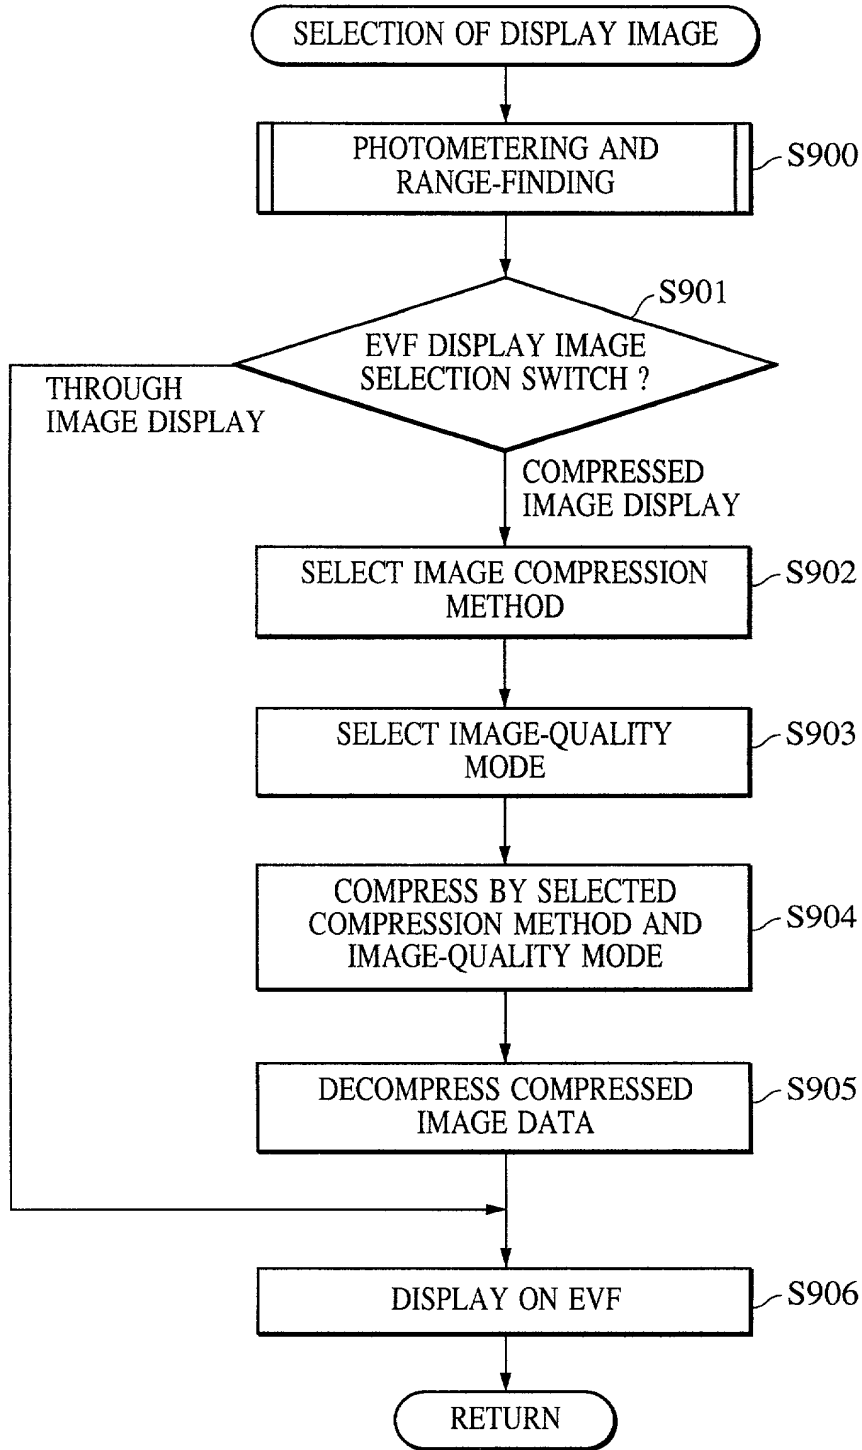 SELECTION OF DISPLAY IMAGE
PHOTOMETERING AND
RANGE-FINDING
S900
S901
EVF DISPLAY IMAGE
SELECTION SWITCH ?
THROUGH
IMAGE DISPLAY
COMPRESSED
IMAGE DISPLAY
SELECT IMAGE COMPRESSION
METHOD
S902
SELECT IMAGE-QUALITY
MODE
S903
COMPRESS BY SELECTED
COMPRESSION METHOD AND
IMAGE-QUALITY MODE
S904
DECOMPRESS COMPRESSED
IMAGE DATA
S905
DISPLAY ON EVF
S906
RETURN